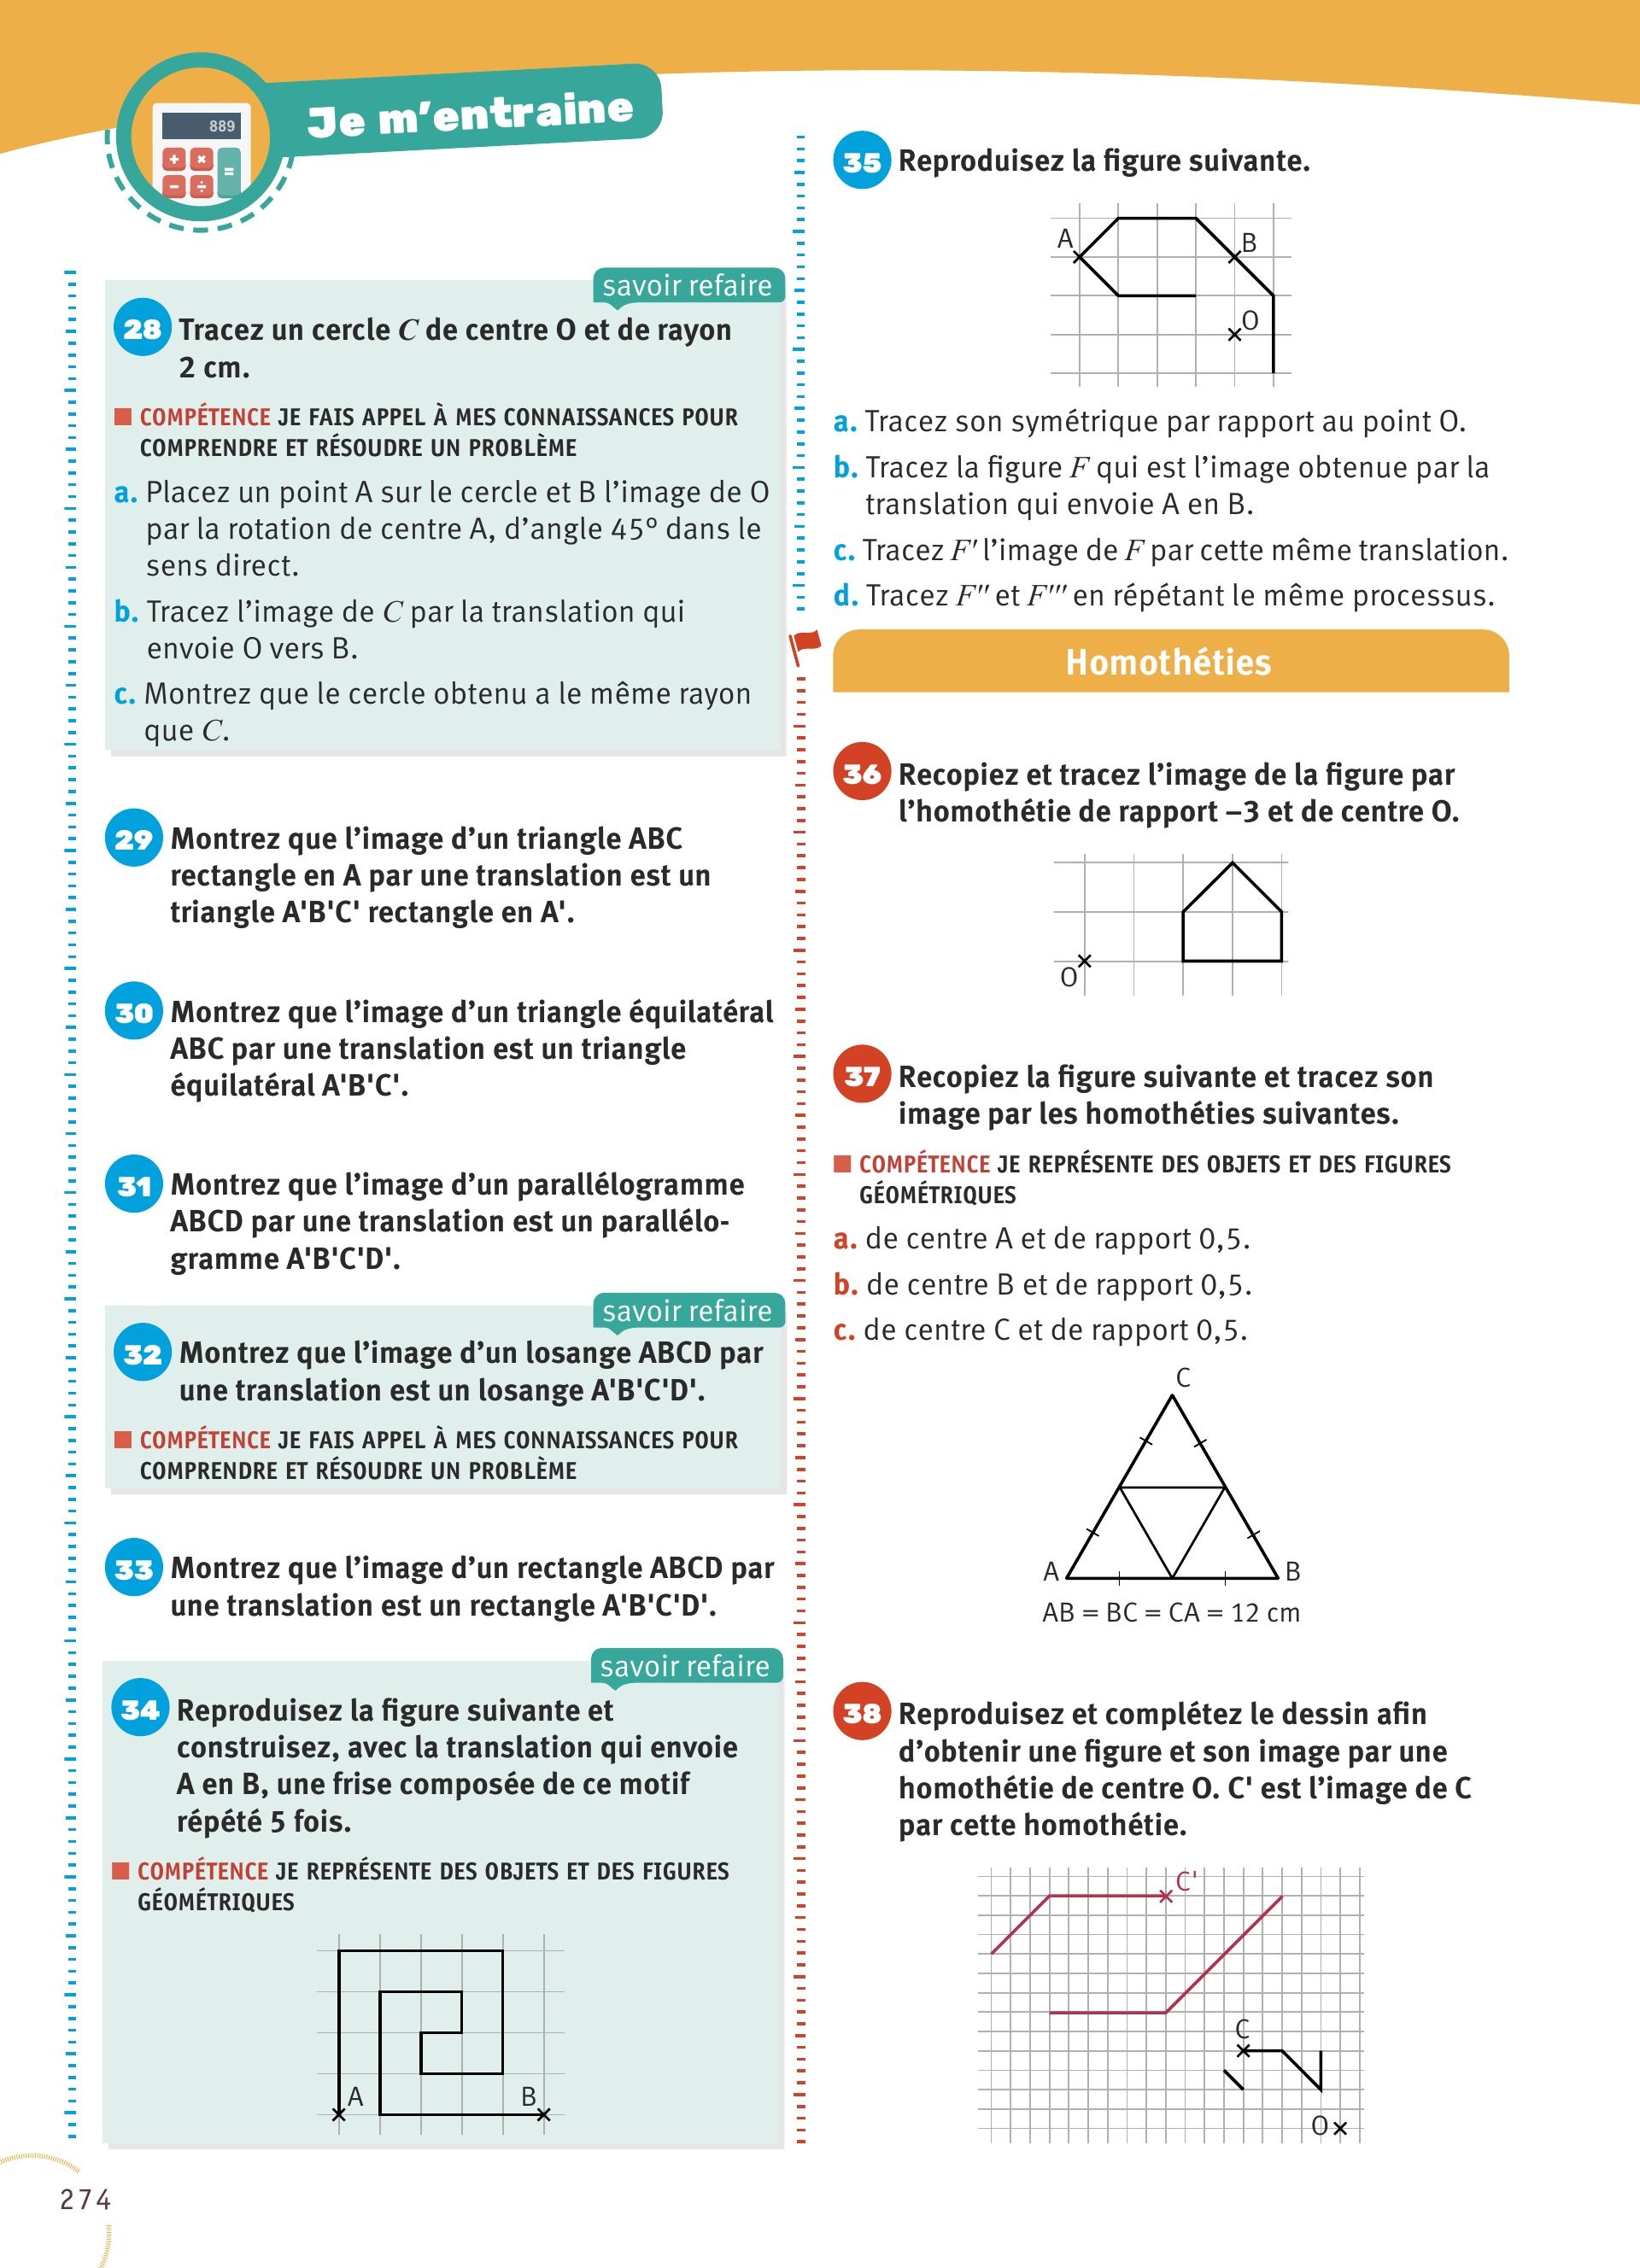 889
Je m'entraine
savoir refaire
28 Tracez un cercle C de centre O et de rayon
2 cm.
COMPÉTENCE JE FAIS APPEL À MES CONNAISSANCES POUR
COMPRENDRE ET RÉSOUDRE UN PROBLÈME
a. Placez un point A sur le cercle et B l'image de O
par la rotation de centre A, d'angle 45° dans le
sens direct.
b. Tracez l'image de C par la translation qui
envoie O vers B.
c. Montrez que le cercle obtenu a le même rayon
que C.
29 Montrez que l'image d'un triangle ABC
rectangle en A par une translation est un
triangle A'B'C' rectangle en A'.
30 Montrez que l'image d'un triangle équilatéral
ABC par une translation est un triangle
équilatéral A'B'C'.
31 Montrez que l'image d'un parallélogramme
ABCD par une translation est un parallélo-
gramme A'B'C'D'.
savoir refaire
32 Montrez que l'image d'un losange ABCD par
une translation est un losange A'B'C'D'.
COMPÉTENCE JE FAIS APPEL À MES CONNAISSANCES POUR
COMPRENDRE ET RÉSOUDRE UN PROBLÈME
33 Montrez que l'image d'un rectangle ABCD par
une translation est un rectangle A'B'C'D'.
savoir refaire
34 Reproduisez la figure suivante et
construisez, avec la translation qui envoie
A en B, une frise composée de ce motif
répété 5 fois.
COMPÉTENCE JE REPRÉSENTE DES OBJETS ET DES FIGURES
GÉOMÉTRIQUES
A B
35 Reproduisez la figure suivante.
A B
O
a. Tracez son symétrique par rapport au point O.
b. Tracez la figure F qui est l'image obtenue par la
translation qui envoie A en B.
c. Tracez F' l'image de F par cette même translation.
d. Tracez F'' et F''' en répétant le même processus.
Homothéties
36 Recopiez et tracez l'image de la figure par
l'homothétie de rapport –3 et de centre O.
O
37 Recopiez la figure suivante et tracez son
image par les homothéties suivantes.
COMPÉTENCE JE REPRÉSENTE DES OBJETS ET DES FIGURES
GÉOMÉTRIQUES
a. de centre A et de rapport 0,5.
b. de centre B et de rapport 0,5.
c. de centre C et de rapport 0,5.
C
A B
AB = BC = CA = 12 cm
38 Reproduisez et complétez le dessin afin
d'obtenir une figure et son image par une
homothétie de centre O. C' est l'image de C
par cette homothétie.
C'
C
O
274